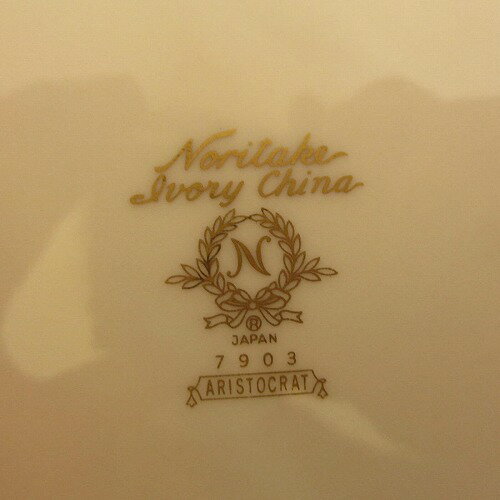 Noritake
Ivory China
N
®
JAPAN
7903
ARISTOCRAT